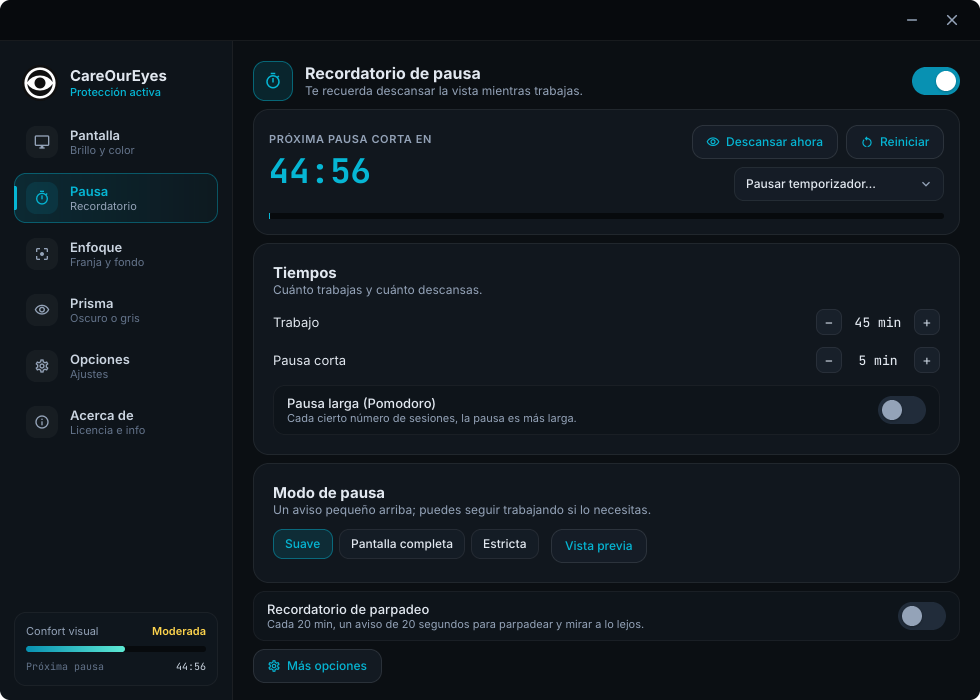 CareOurEyes
Protección activa
Pantalla
Brillo y color
Pausa
Recordatorio
Enfoque
Franja y fondo
Prisma
Oscuro o gris
Opciones
Ajustes
Acerca de
Licencia e info
Confort visual Moderada
Próxima pausa 44:56
Recordatorio de pausa
Te recuerda descansar la vista mientras trabajas.
PRÓXIMA PAUSA CORTA EN
44:56
Descansar ahora Reiniciar
Pausar temporizador...
Tiempos
Cuánto trabajas y cuánto descansas.
Trabajo − 45 min +
Pausa corta − 5 min +
Pausa larga (Pomodoro)
Cada cierto número de sesiones, la pausa es más larga.
Modo de pausa
Un aviso pequeño arriba; puedes seguir trabajando si lo necesitas.
Suave Pantalla completa Estricta Vista previa
Recordatorio de parpadeo
Cada 20 min, un aviso de 20 segundos para parpadear y mirar a lo lejos.
Más opciones